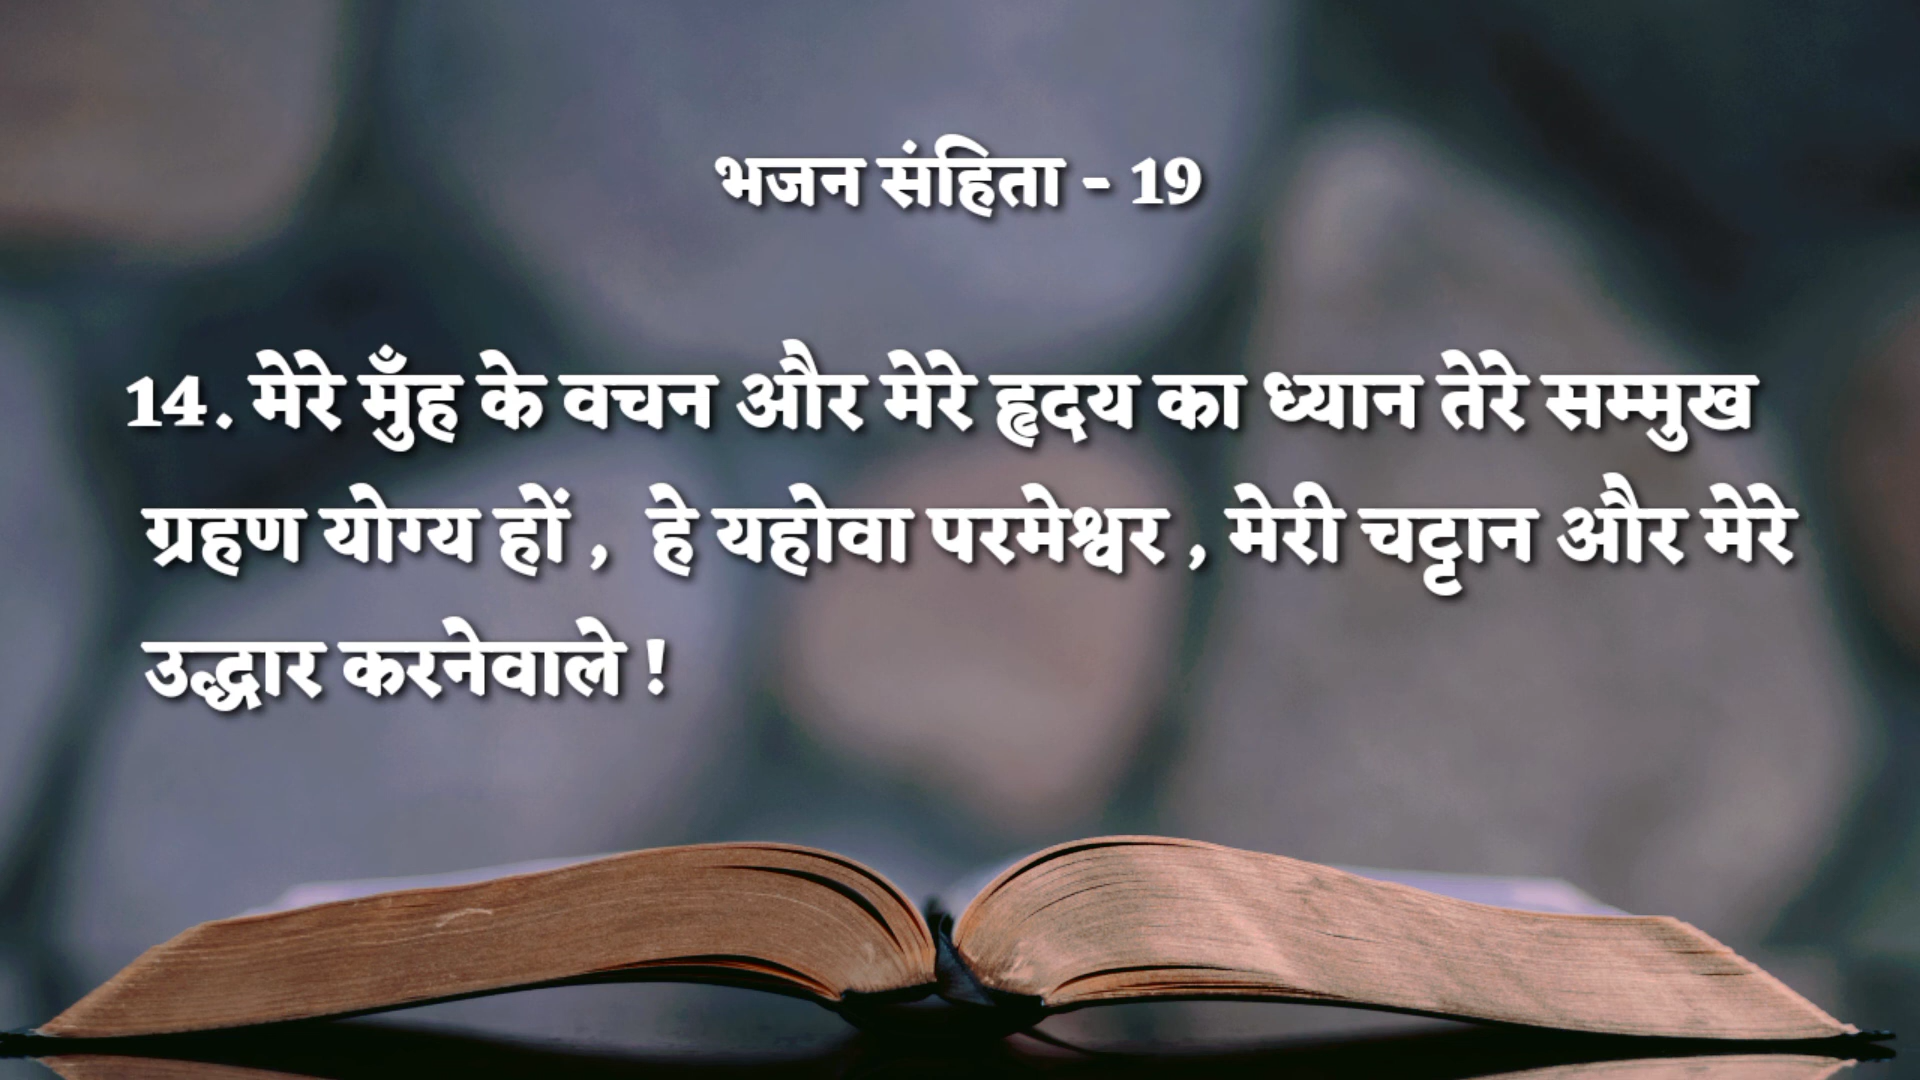 भजन संहिता - 19
14. मेरे मुँह के वचन और मेरे हृदय का ध्यान तेरे सम्मुख
ग्रहण योग्य हों , हे यहोवा परमेश्वर , मेरी चट्टान और मेरे
उद्धार करनेवाले !